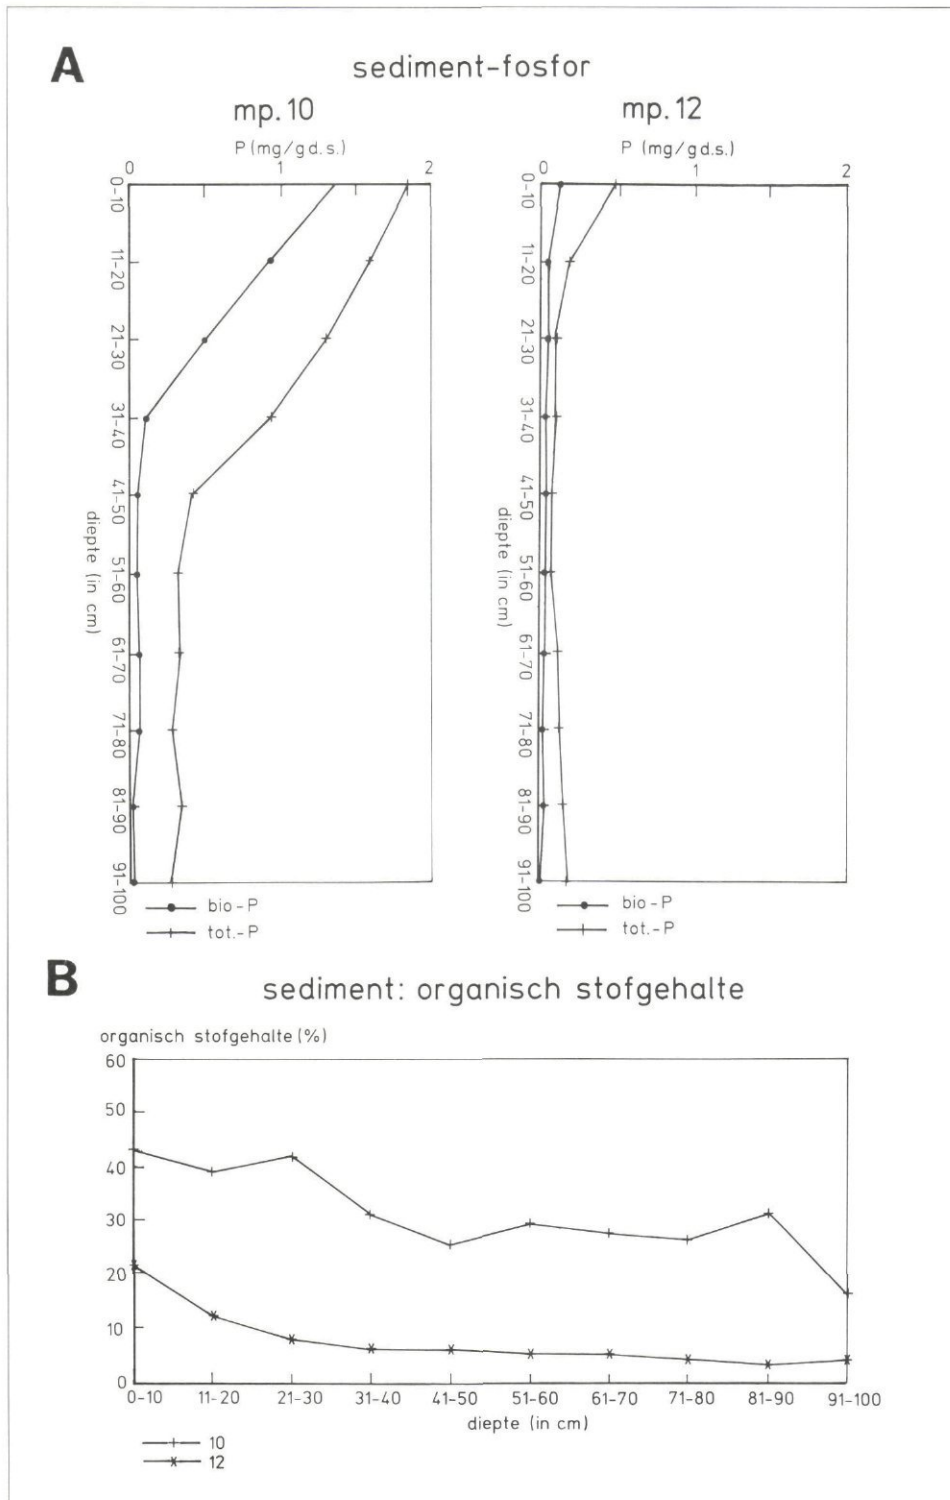 A
sediment-fosfor
mp. 10
P (mg/g d.s.)
0 1 2
0-10
11-20
21-30
31-40
41-50
51-60
61-70
71-80
81-90
91-100
diepte (in cm)
bio-P
tot.-P
mp. 12
P (mg/g d.s.)
0 1 2
0-10
11-20
21-30
31-40
41-50
51-60
61-70
71-80
81-90
91-100
diepte (in cm)
bio-P
tot.-P
B
sediment: organisch stofgehalte
organisch stofgehalte (%)
60
50
40
30
20
10
0
0-10 11-20 21-30 31-40 41-50 51-60 61-70 71-80 81-90 91-100
diepte (in cm)
10
12